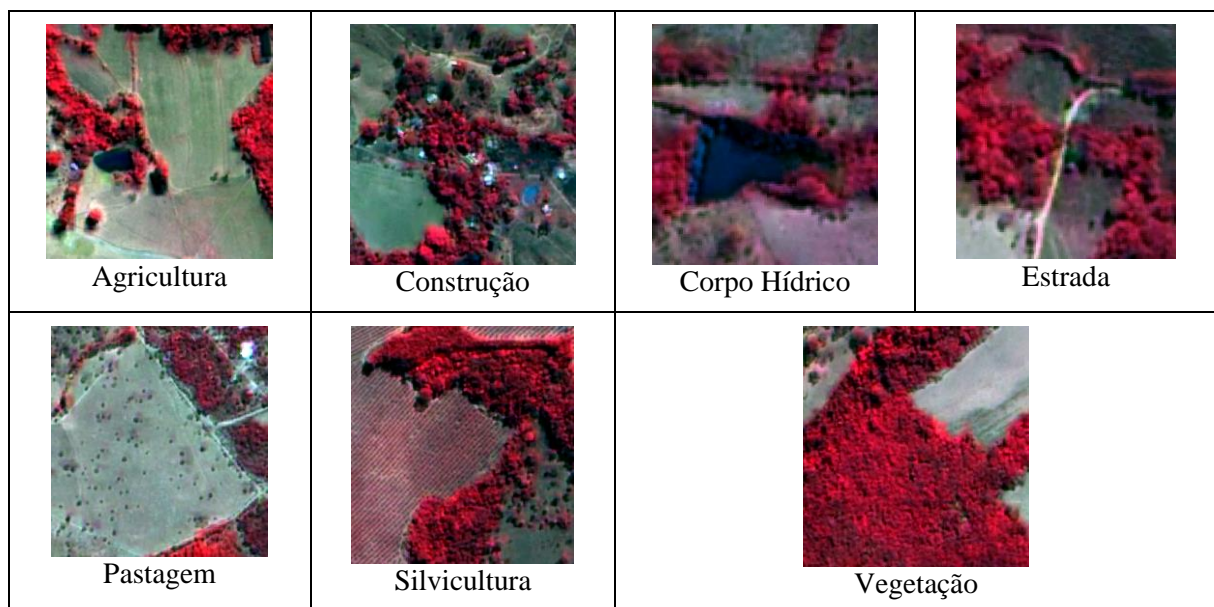 Agricultura
Construção
Corpo Hídrico
Estrada
Pastagem
Silvicultura
Vegetação